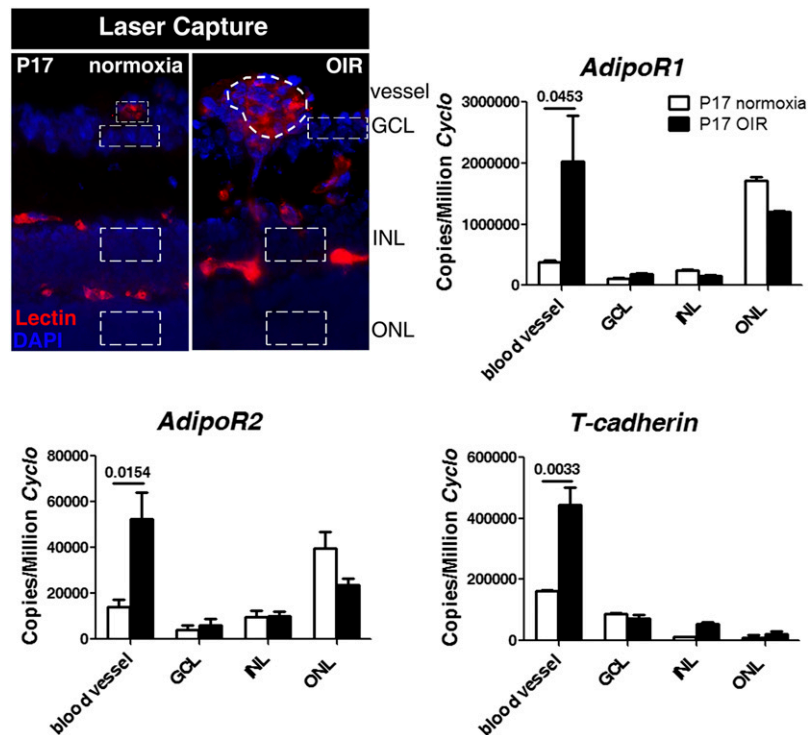 Laser Capture
P17 normoxia OIR
vessel
GCL
INL
ONL
Lectin
DAPI
AdipoR1
P17 normoxia
P17 OIR
0.0453
Copies/Million Cyclo
3000000
2000000
1000000
0
blood vessel
GCL
INL
ONL
AdipoR2
0.0154
Copies/Million Cyclo
80000
60000
40000
20000
0
blood vessel
GCL
INL
ONL
T-cadherin
0.0033
Copies/Million Cyclo
600000
400000
200000
0
blood vessel
GCL
INL
ONL